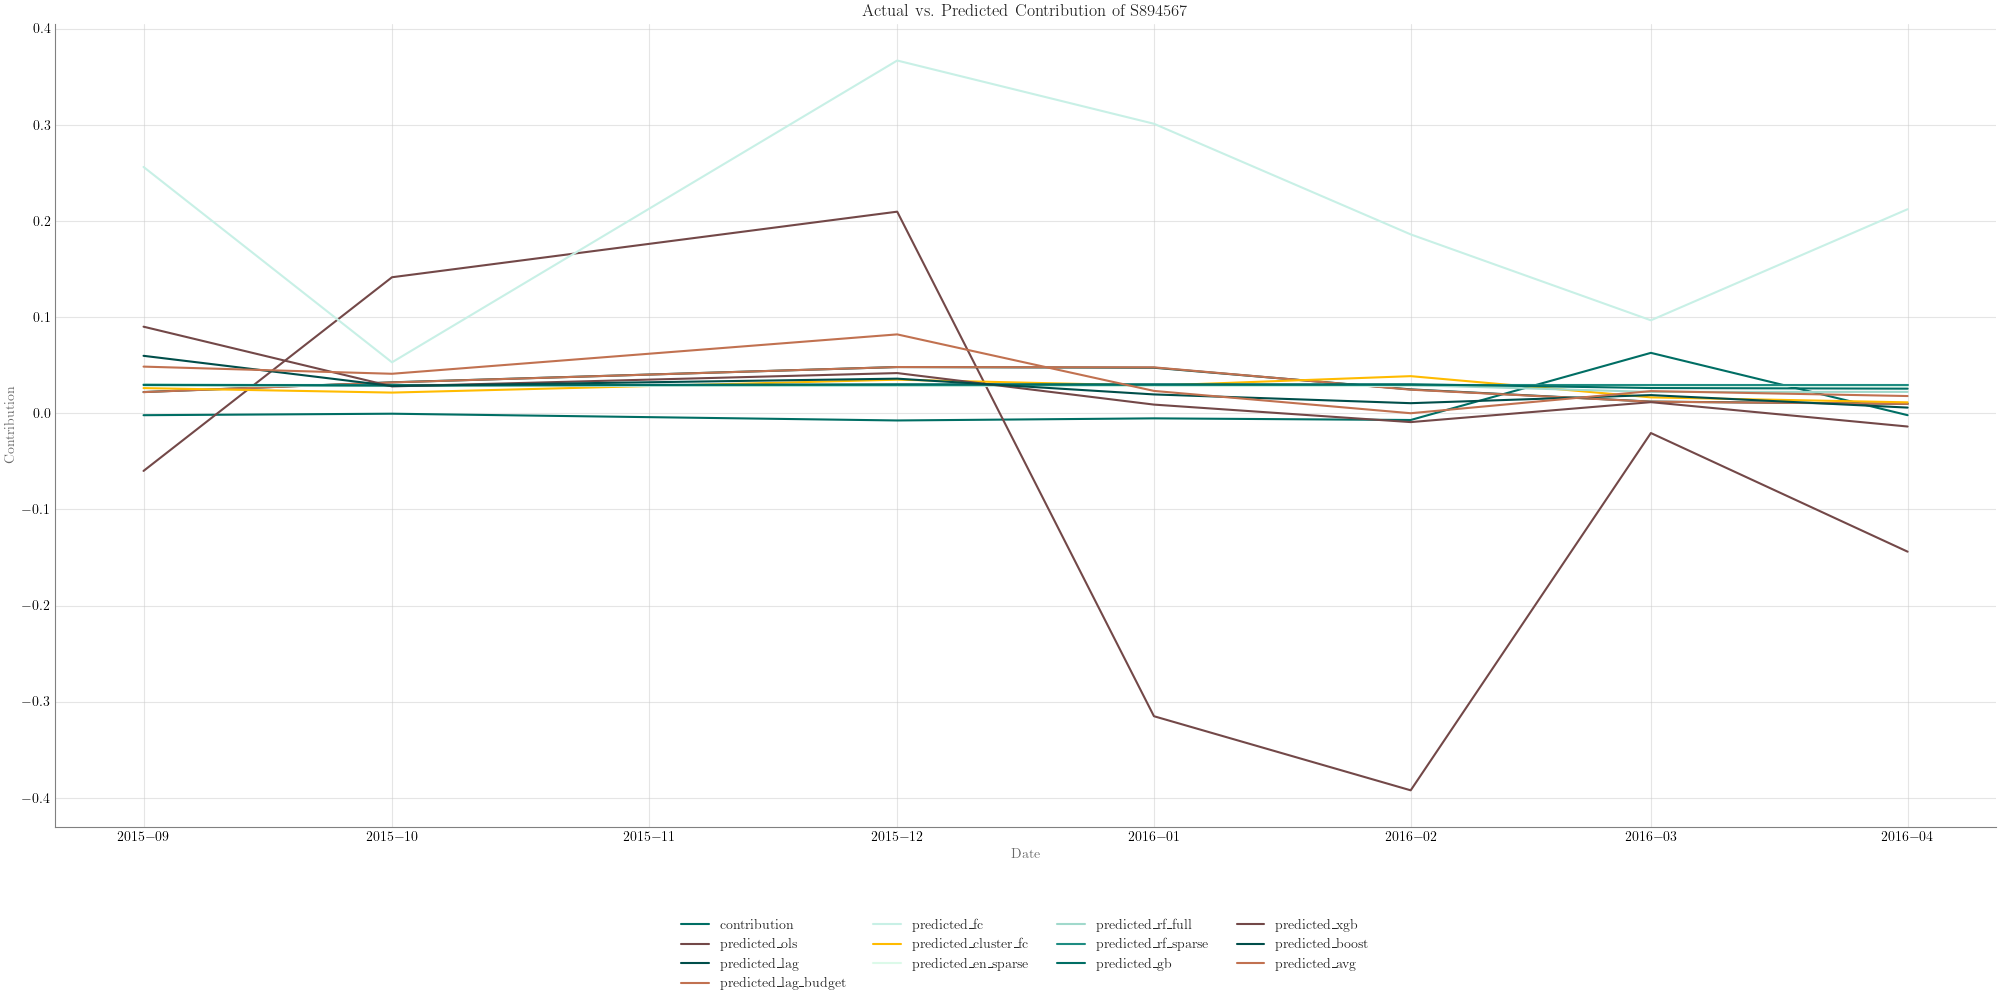 Actual vs. Predicted Contribution of S894567
0.4
0.3
0.2
0.1
0.0
−0.1
−0.2
−0.3
−0.4
Contribution
2015−09 2015−10 2015−11 2015−12 2016−01 2016−02 2016−03 2016−04
Date
contribution predicted_fc predicted_rf_full predicted_xgb
predicted_ols predicted_cluster_fc predicted_rf_sparse predicted_boost
predicted_lag predicted_en_sparse predicted_gb predicted_avg
predicted_lag_budget